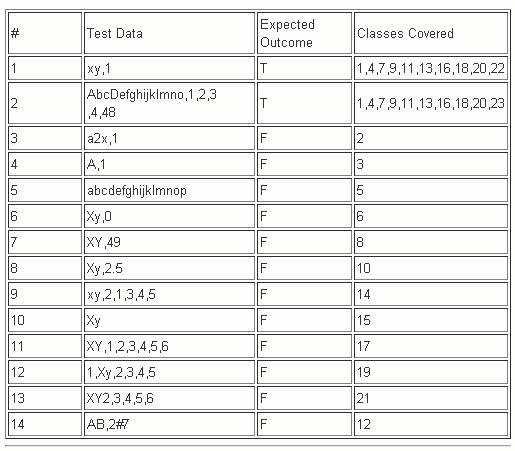 # Test Data Expected Outcome Classes Covered
1 xy,1 T 1,4,7,9,11,13,16,18,20,22
2 AbcDefghijklmno,1,2,3 ,4,48 T 1,4,7,9,11,13,16,18,20,23
3 a2x,1 F 2
4 A,1 F 3
5 abcdefghijklmnop F 5
6 Xy,0 F 6
7 XY,49 F 8
8 Xy,2.5 F 10
9 xy,2,1,3,4,5 F 14
10 Xy F 15
11 XY,1,2,3,4,5,6 F 17
12 1,Xy,2,3,4,5 F 19
13 XY2,3,4,5,6 F 21
14 AB,2#7 F 12